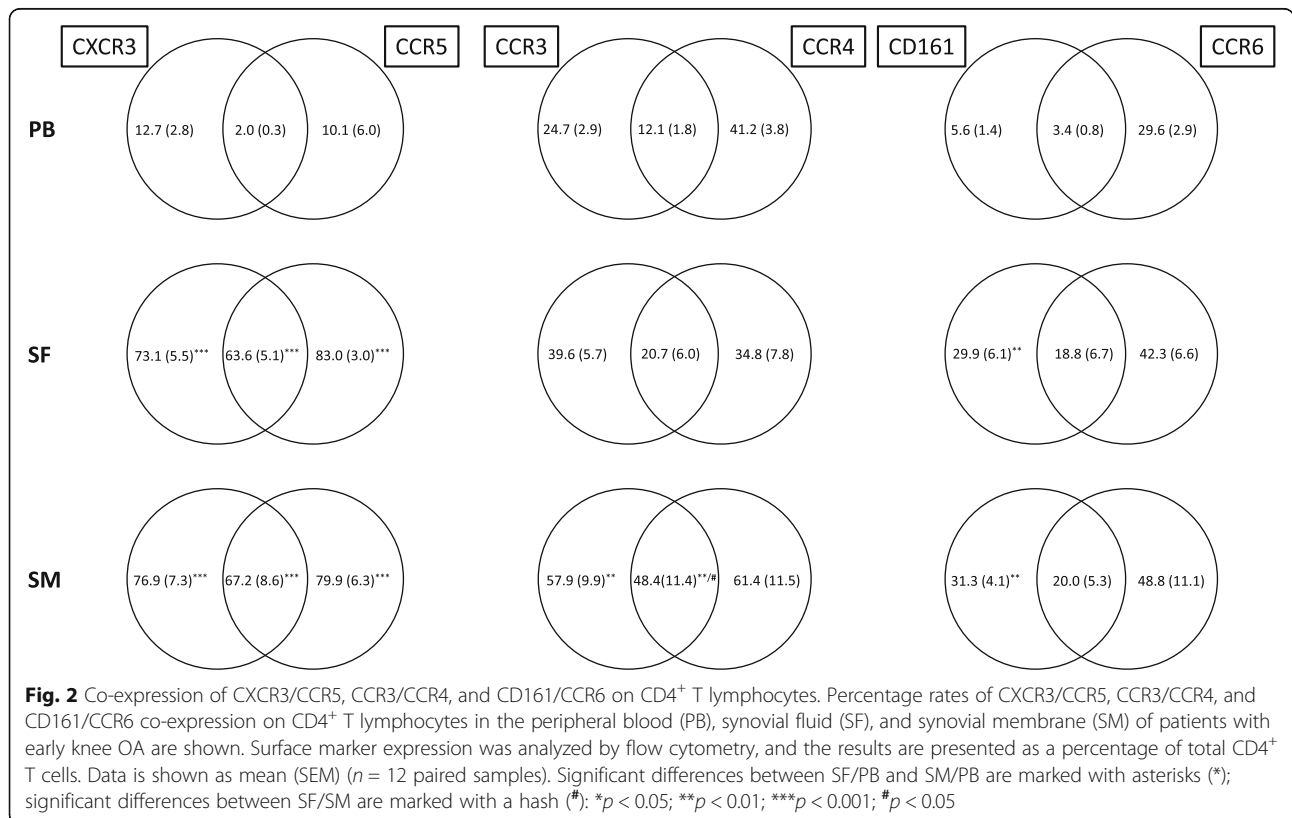 CXCR3 CCR5 CCR3 CCR4 CD161 CCR6
PB 12.7 (2.8) 2.0 (0.3) 10.1 (6.0) 24.7 (2.9) 12.1 (1.8) 41.2 (3.8) 5.6 (1.4) 3.4 (0.8) 29.6 (2.9)
SF 73.1 (5.5)*** 63.6 (5.1)*** 83.0 (3.0)*** 39.6 (5.7) 20.7 (6.0) 34.8 (7.8) 29.9 (6.1)** 18.8 (6.7) 42.3 (6.6)
SM 76.9 (7.3)*** 67.2 (8.6)*** 79.9 (6.3)*** 57.9 (9.9)** 48.4(11.4)**/# 61.4 (11.5) 31.3 (4.1)** 20.0 (5.3) 48.8 (11.1)
Fig. 2 Co-expression of CXCR3/CCR5, CCR3/CCR4, and CD161/CCR6 on CD4+ T lymphocytes. Percentage rates of CXCR3/CCR5, CCR3/CCR4, and
CD161/CCR6 co-expression on CD4+ T lymphocytes in the peripheral blood (PB), synovial fluid (SF), and synovial membrane (SM) of patients with
early knee OA are shown. Surface marker expression was analyzed by flow cytometry, and the results are presented as a percentage of total CD4+
T cells. Data is shown as mean (SEM) (n = 12 paired samples). Significant differences between SF/PB and SM/PB are marked with asterisks (*);
significant differences between SF/SM are marked with a hash (#): *p < 0.05; **p < 0.01; ***p < 0.001; #p < 0.05